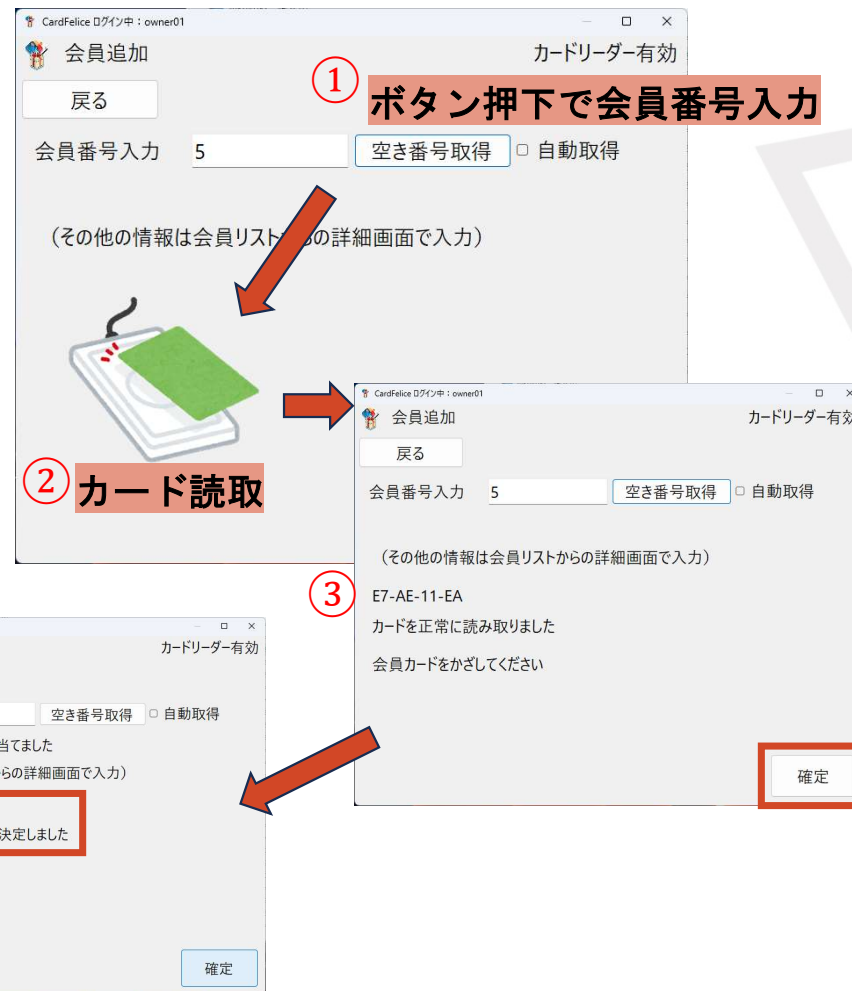 CardFelice ログイン中：owner01
会員追加
カードリーダー有効
①
ボタン押下で会員番号入力
戻る
会員番号入力 5 空き番号取得 自動取得
（その他の情報は会員リストからの詳細画面で入力）
②
カード読取
CardFelice ログイン中：owner01
会員追加
カードリーダー有効
戻る
会員番号入力 5 空き番号取得 自動取得
（その他の情報は会員リストからの詳細画面で入力）
③
E7-AE-11-EA
カードを正常に読み取りました
会員カードをかざしてください
確定
カードリーダー有効
空き番号取得 自動取得
当てました
らの詳細画面で入力）
決定しました
確定